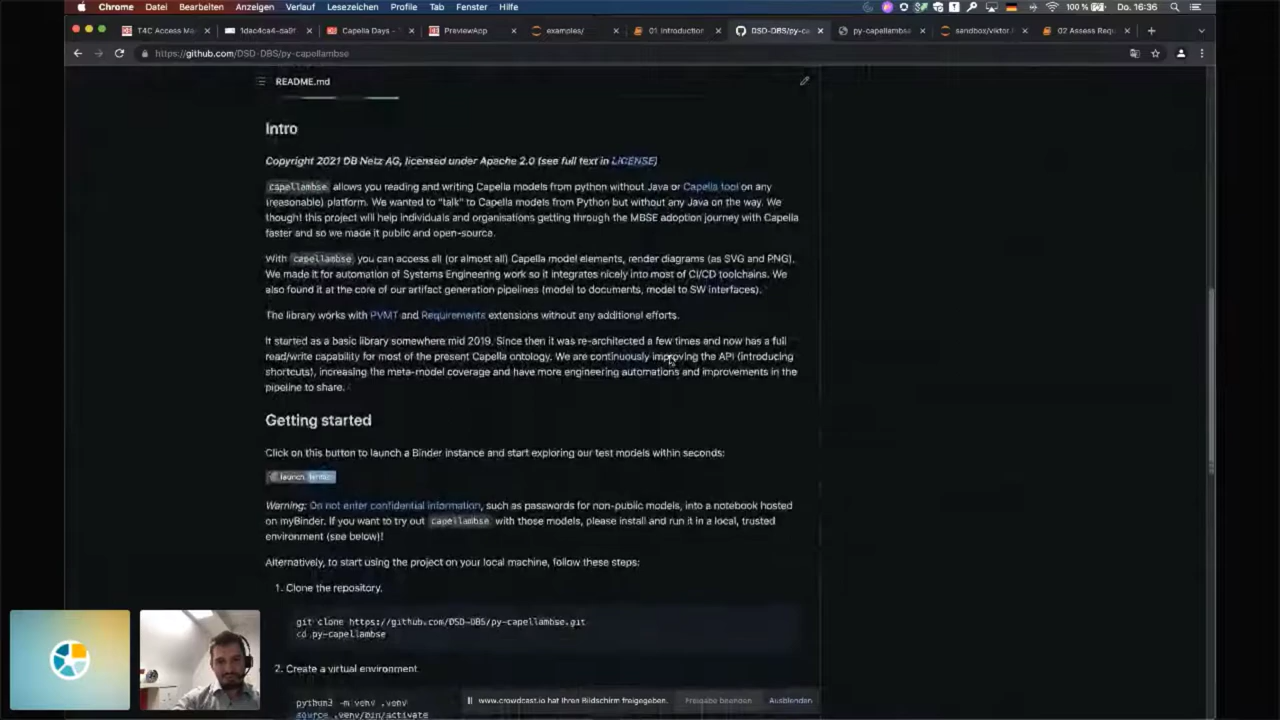 Chrome Datei Bearbeiten Anzeigen Verlauf Lesezeichen Profile Tab Fenster Hilfe 100 % Do. 16:36
T4C Access Ma Capella Days - PreviewApp examples/ 01 Introduction DSD-DBS/py-ca py-capellambse sandbox/viktor 02 Assess Requ
https://github.com/DSD-DBS/py-capellambse
README.md
Intro
Copyright 2021 DB Netz AG, licensed under Apache 2.0 (see full text in LICENSE)
capellambse allows you reading and writing Capella models from python without Java or Capella tool on any
(reasonable) platform. We wanted to "talk" to Capella models from Python but without any Java on the way. We
thought this project will help individuals and organisations getting through the MBSE adoption journey with Capella
faster and so we made it public and open-source.
With capellambse you can access all (or almost all) Capella model elements, render diagrams (as SVG and PNG).
We made it for automation of Systems Engineering work so it integrates nicely into most of CI/CD toolchains. We
also found it at the core of our artifact generation pipelines (model to documents, model to SW interfaces).
The library works with PVMT and Requirements extensions without any additional efforts.
It started as a basic library somewhere mid 2019. Since then it was re-architected a few times and now has a full
read/write capability for most of the present Capella ontology. We are continuously improving the API (introducing
shortcuts), increasing the meta-model coverage and have more engineering automations and improvements in the
pipeline to share.
Getting started
Click on this button to launch a Binder instance and start exploring our test models within seconds:
launch binder
Warning: Do not enter confidential information, such as passwords for non-public models, into a notebook hosted
on myBinder. If you want to try out capellambse with those models, please install and run it in a local, trusted
environment (see below)!
Alternatively, to start using the project on your local machine, follow these steps:
1. Clone the repository.
git clone https://github.com/DSD-DBS/py-capellambse.git
cd py-capellambse
2. Create a virtual environment.
python3 -m venv .venv
source .venv/bin/activate
www.crowdcast.io hat Ihren Bildschirm freigegeben. Freigabe beenden Ausblenden